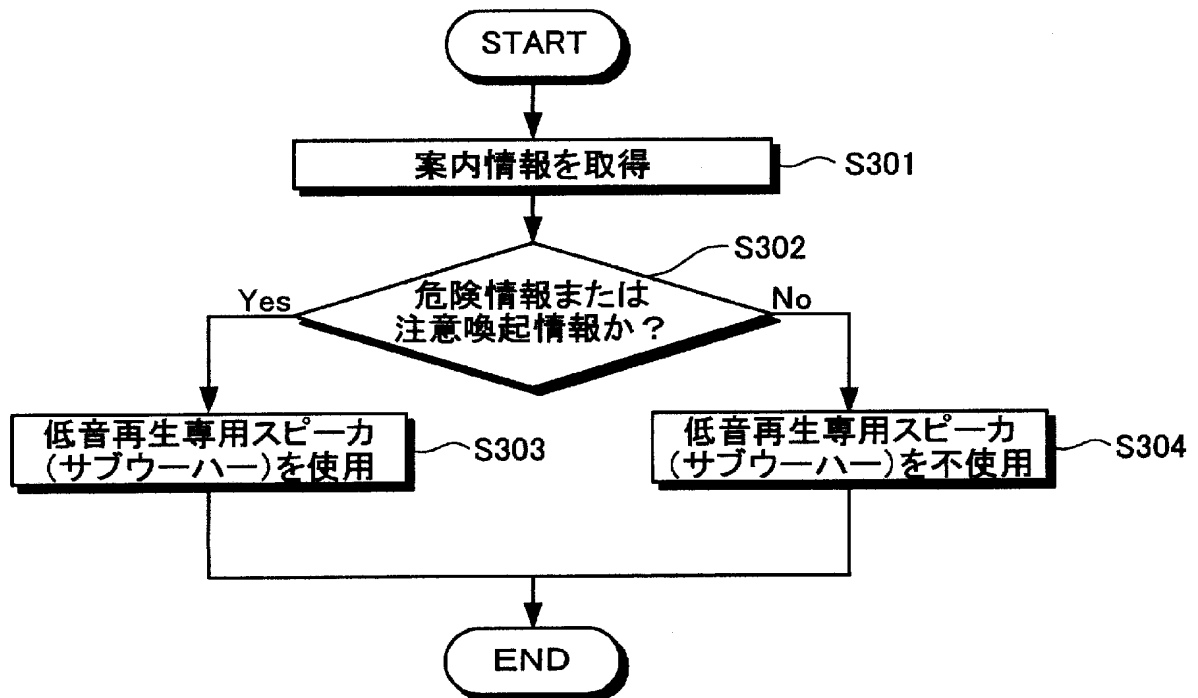 START
案内情報を取得
S301
S302
危険情報または
注意喚起情報か？
Yes
No
低音再生専用スピーカ
(サブウーハー)を使用
S303
低音再生専用スピーカ
(サブウーハー)を不使用
S304
END